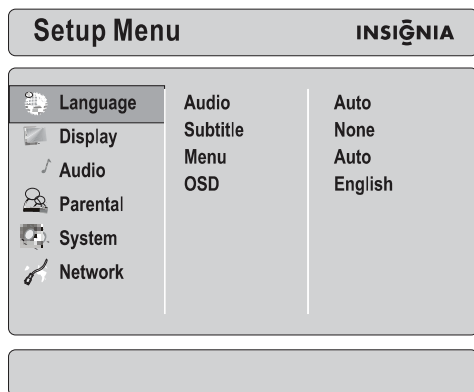 Setup Menu
INSIGNIA
Language
Display
Audio
Parental
System
Network
Audio Auto
Subtitle None
Menu Auto
OSD English